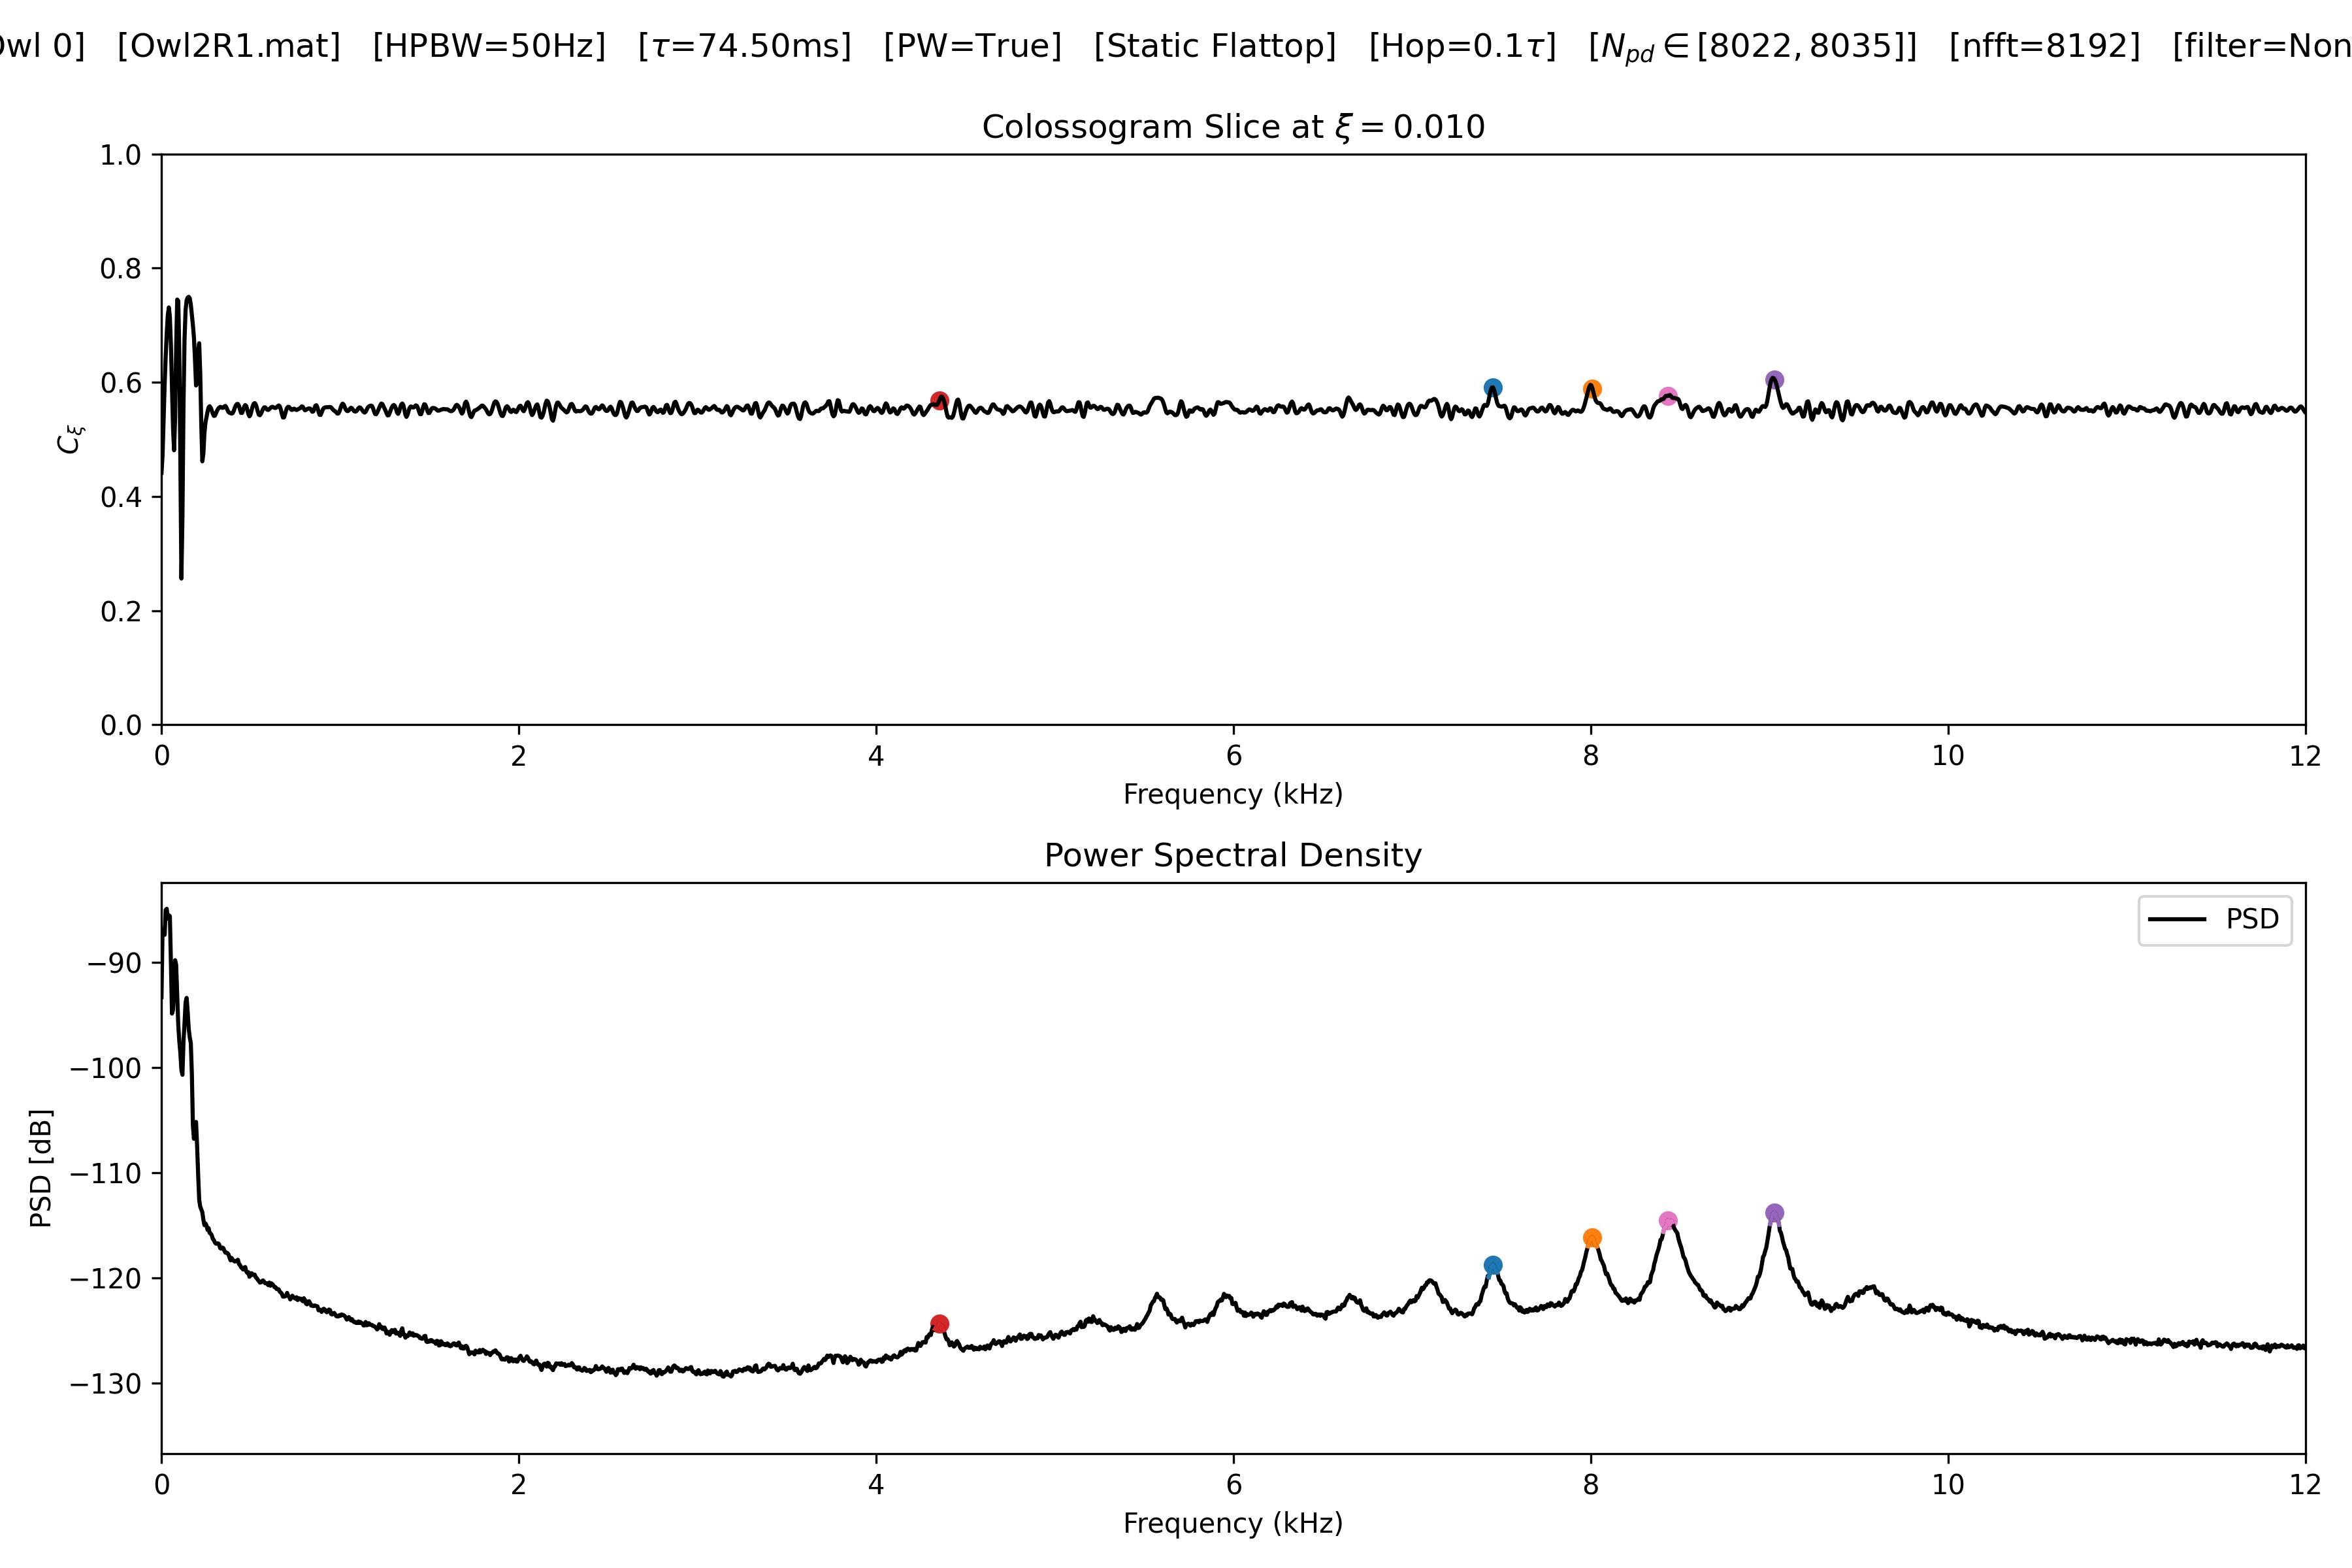 wl 0] [Owl2R1.mat] [HPBW=50Hz] [τ=74.50ms] [PW=True] [Static Flattop] [Hop=0.1τ] [N_{pd} ∈ [8022, 8035]] [nfft=8192] [filter=Non
Colossogram Slice at ξ = 0.010
1.0
0.8
0.6
0.4
0.2
0.0
C_ξ
0 2 4 6 8 10 12
Frequency (kHz)
Power Spectral Density
PSD
−90
−100
−110
−120
−130
PSD [dB]
0 2 4 6 8 10 12
Frequency (kHz)